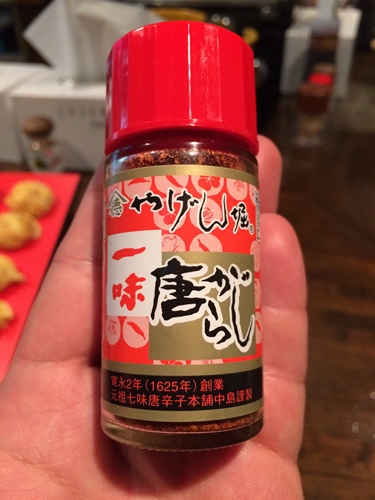 やげん堀
一味
唐がらし
寛永2年(1625年)創業
元祖七味唐辛子本舗中島謹製